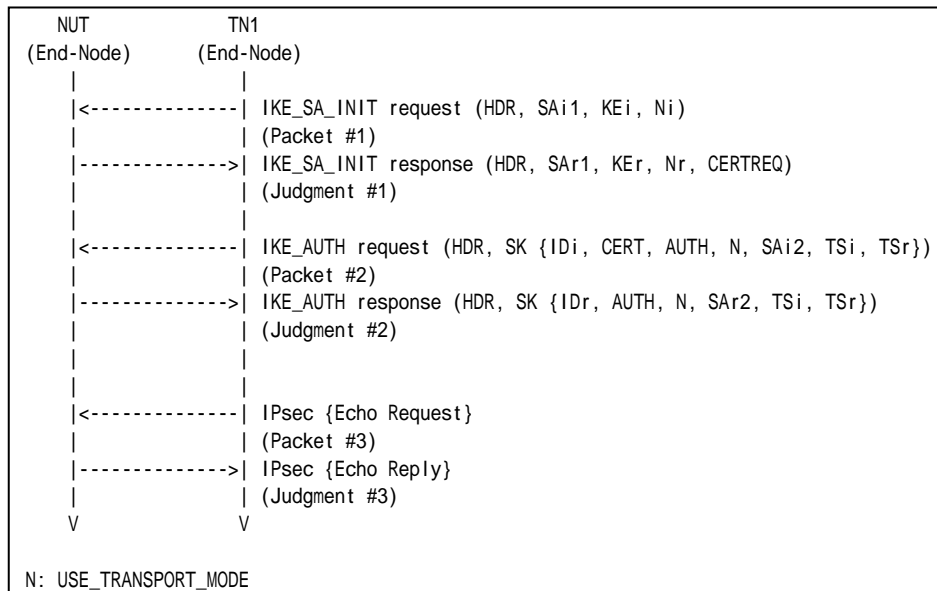 NUT TN1
(End-Node) (End-Node)
| |
|<--------------| IKE_SA_INIT request (HDR, SAi1, KEi, Ni)
| | (Packet #1)
|-------------->| IKE_SA_INIT response (HDR, SAr1, KEr, Nr, CERTREQ)
| | (Judgment #1)
| |
|<--------------| IKE_AUTH request (HDR, SK {IDi, CERT, AUTH, N, SAi2, TSi, TSr})
| | (Packet #2)
|-------------->| IKE_AUTH response (HDR, SK {IDr, AUTH, N, SAr2, TSi, TSr})
| | (Judgment #2)
| |
| |
|<--------------| IPsec {Echo Request}
| | (Packet #3)
|-------------->| IPsec {Echo Reply}
| | (Judgment #3)
V V
N: USE_TRANSPORT_MODE